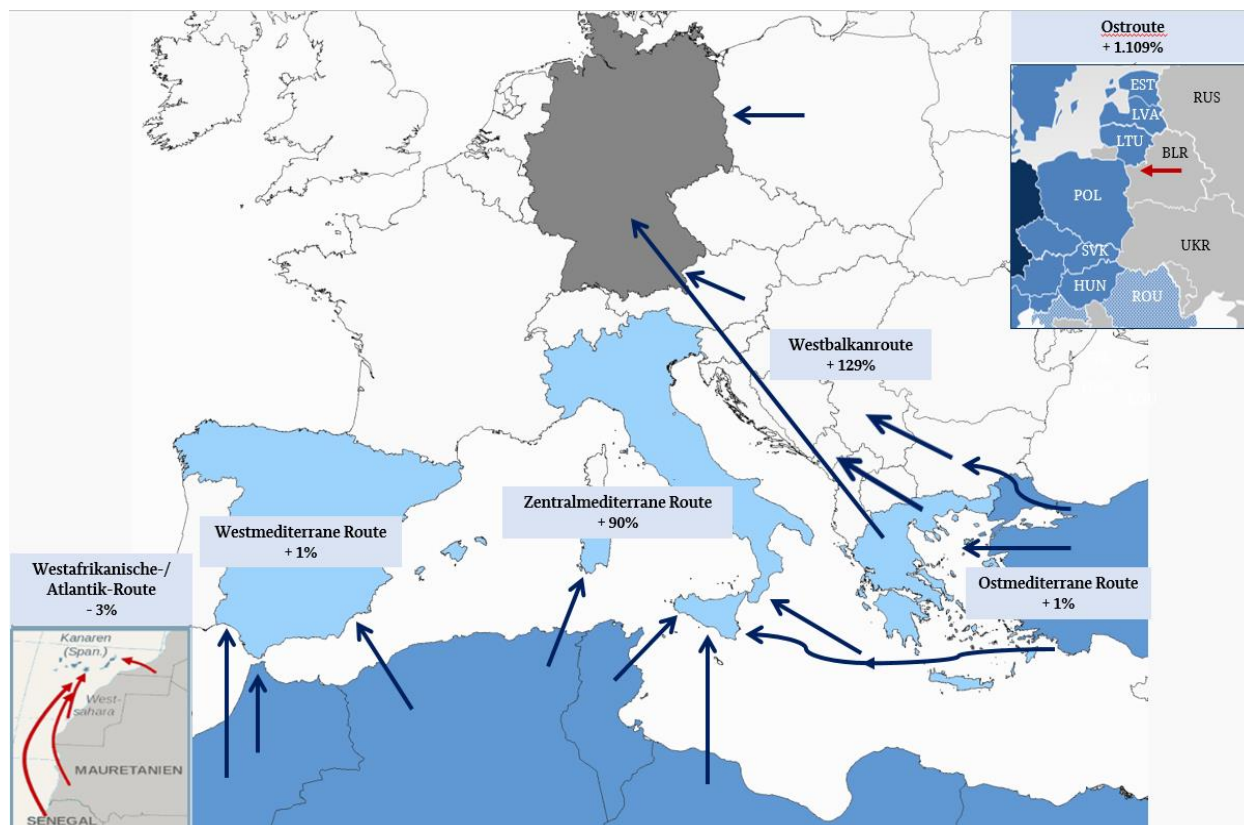 Ostroute
+ 1.109%
EST
RUS
LVA
LTU
BLR
POL
UKR
SVK
HUN
ROU
Westbalkanroute
+ 129%
Zentralmediterrane Route
+ 90%
Westmediterrane Route
+ 1%
Westafrikanische-/
Atlantik-Route
- 3%
Ostmediterrane Route
+ 1%
Kanaren
(Span.)
West-
sahara
MAURETANIEN
SENEGAL